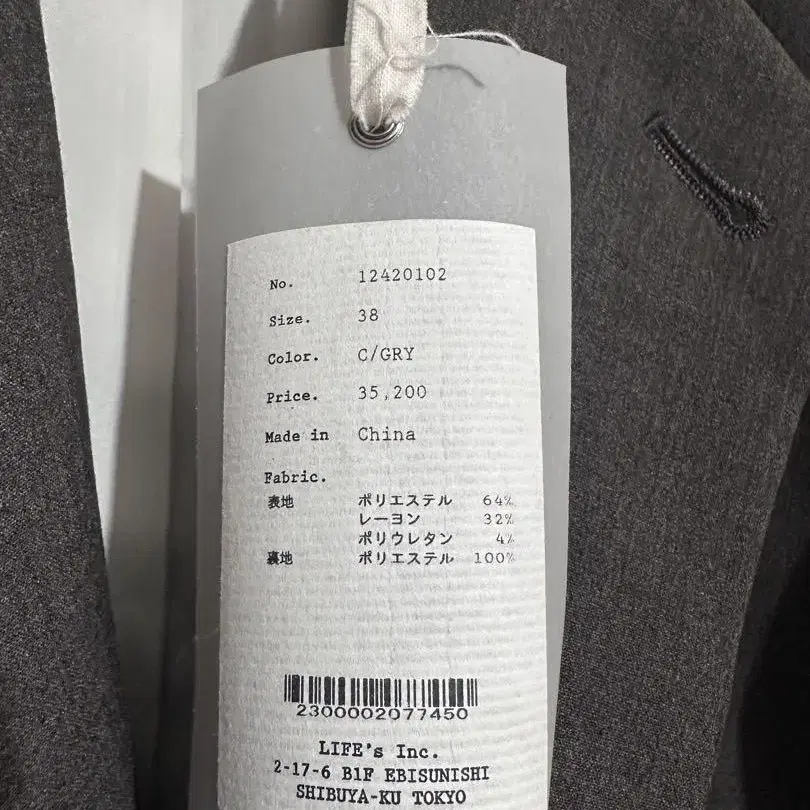 No. 12420102
Size. 38
Color. C/GRY
Price. 35,200
Made in China
Fabric.
表地 ポリエステル 64%
レーヨン 32%
ポリウレタン 4%
裏地 ポリエステル 100%
2300002077450
LIFE's Inc.
2-17-6 B1F EBISUNISHI
SHIBUYA-KU TOKYO